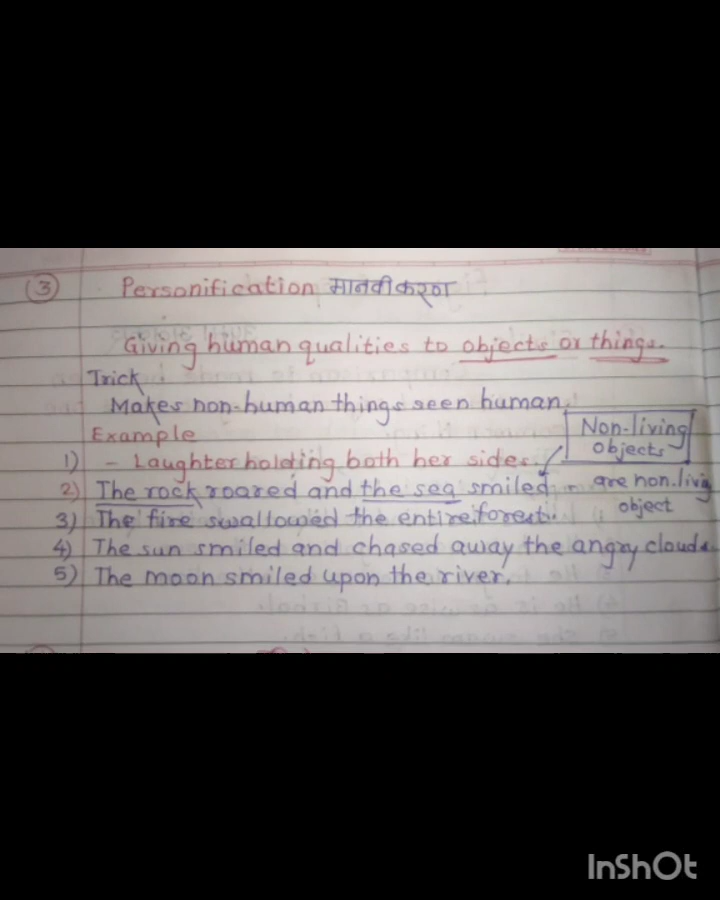 3 Personification मानवीकरण
Giving human qualities to objects or things.
Trick
Makes non-human things seen human.
Example
Non-living objects
1) - Laughter holding both her sides.
2) The rock roared and the sea smiled - are non.living object
3) The fire swallowed the entire forest.
4) The sun smiled and chased away the angry clouds
5) The moon smiled upon the river.
InShOt